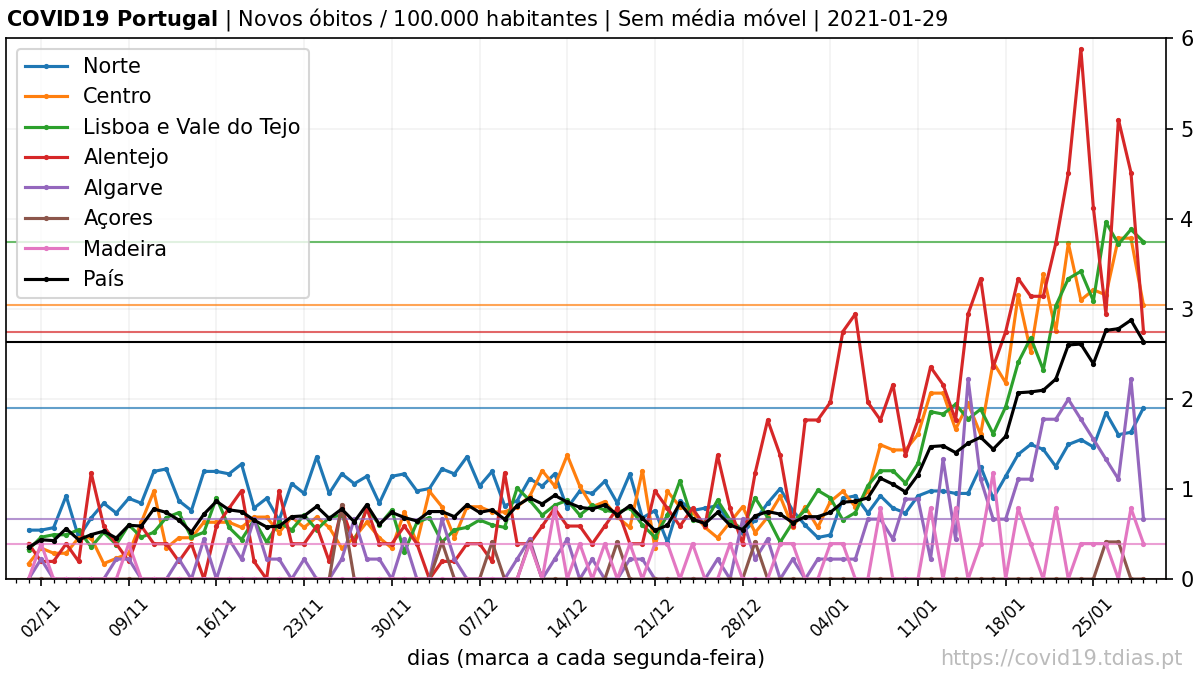 COVID19 Portugal | Novos óbitos / 100.000 habitantes | Sem média móvel | 2021-01-29
Norte
Centro
Lisboa e Vale do Tejo
Alentejo
Algarve
Açores
Madeira
País
6
5
4
3
2
1
0
02/11 09/11 16/11 23/11 30/11 07/12 14/12 21/12 28/12 04/01 11/01 18/01 25/01
dias (marca a cada segunda-feira)
https://covid19.tdias.pt